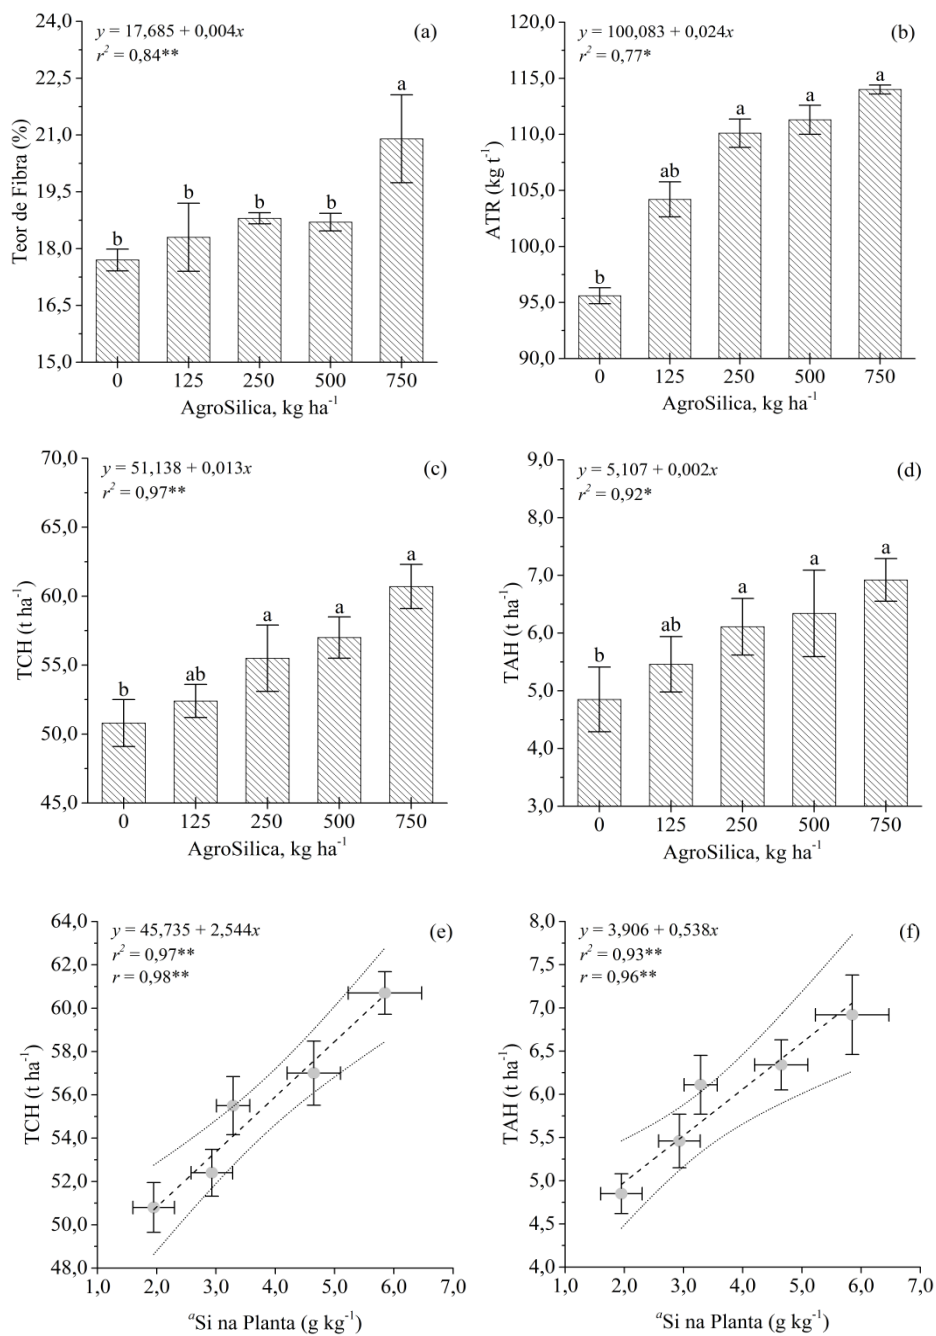 y = 17,685 + 0,004x
r² = 0,84**
(a)
24,0
22,5
21,0
19,5
18,0
16,5
15,0
Teor de Fibra (%)
b
b
b
b
a
0 125 250 500 750
AgroSilica, kg ha⁻¹
y = 100,083 + 0,024x
r² = 0,77*
(b)
120,0
115,0
110,0
105,0
100,0
95,0
90,0
ATR (kg t⁻¹)
b
ab
a
a
a
0 125 250 500 750
AgroSilica, kg ha⁻¹
y = 51,138 + 0,013x
r² = 0,97**
(c)
70,0
65,0
60,0
55,0
50,0
45,0
TCH (t ha⁻¹)
b
ab
a
a
a
0 125 250 500 750
AgroSilica, kg ha⁻¹
y = 5,107 + 0,002x
r² = 0,92*
(d)
9,0
8,0
7,0
6,0
5,0
4,0
3,0
TAH (t ha⁻¹)
b
ab
a
a
a
0 125 250 500 750
AgroSilica, kg ha⁻¹
y = 45,735 + 2,544x
r² = 0,97**
r = 0,98**
(e)
64,0
62,0
60,0
58,0
56,0
54,0
52,0
50,0
48,0
TCH (t ha⁻¹)
1,0 2,0 3,0 4,0 5,0 6,0 7,0
ᵃSi na Planta (g kg⁻¹)
y = 3,906 + 0,538x
r² = 0,93**
r = 0,96**
(f)
8,0
7,5
7,0
6,5
6,0
5,5
5,0
4,5
4,0
TAH (t ha⁻¹)
1,0 2,0 3,0 4,0 5,0 6,0 7,0
ᵃSi na Planta (g kg⁻¹)